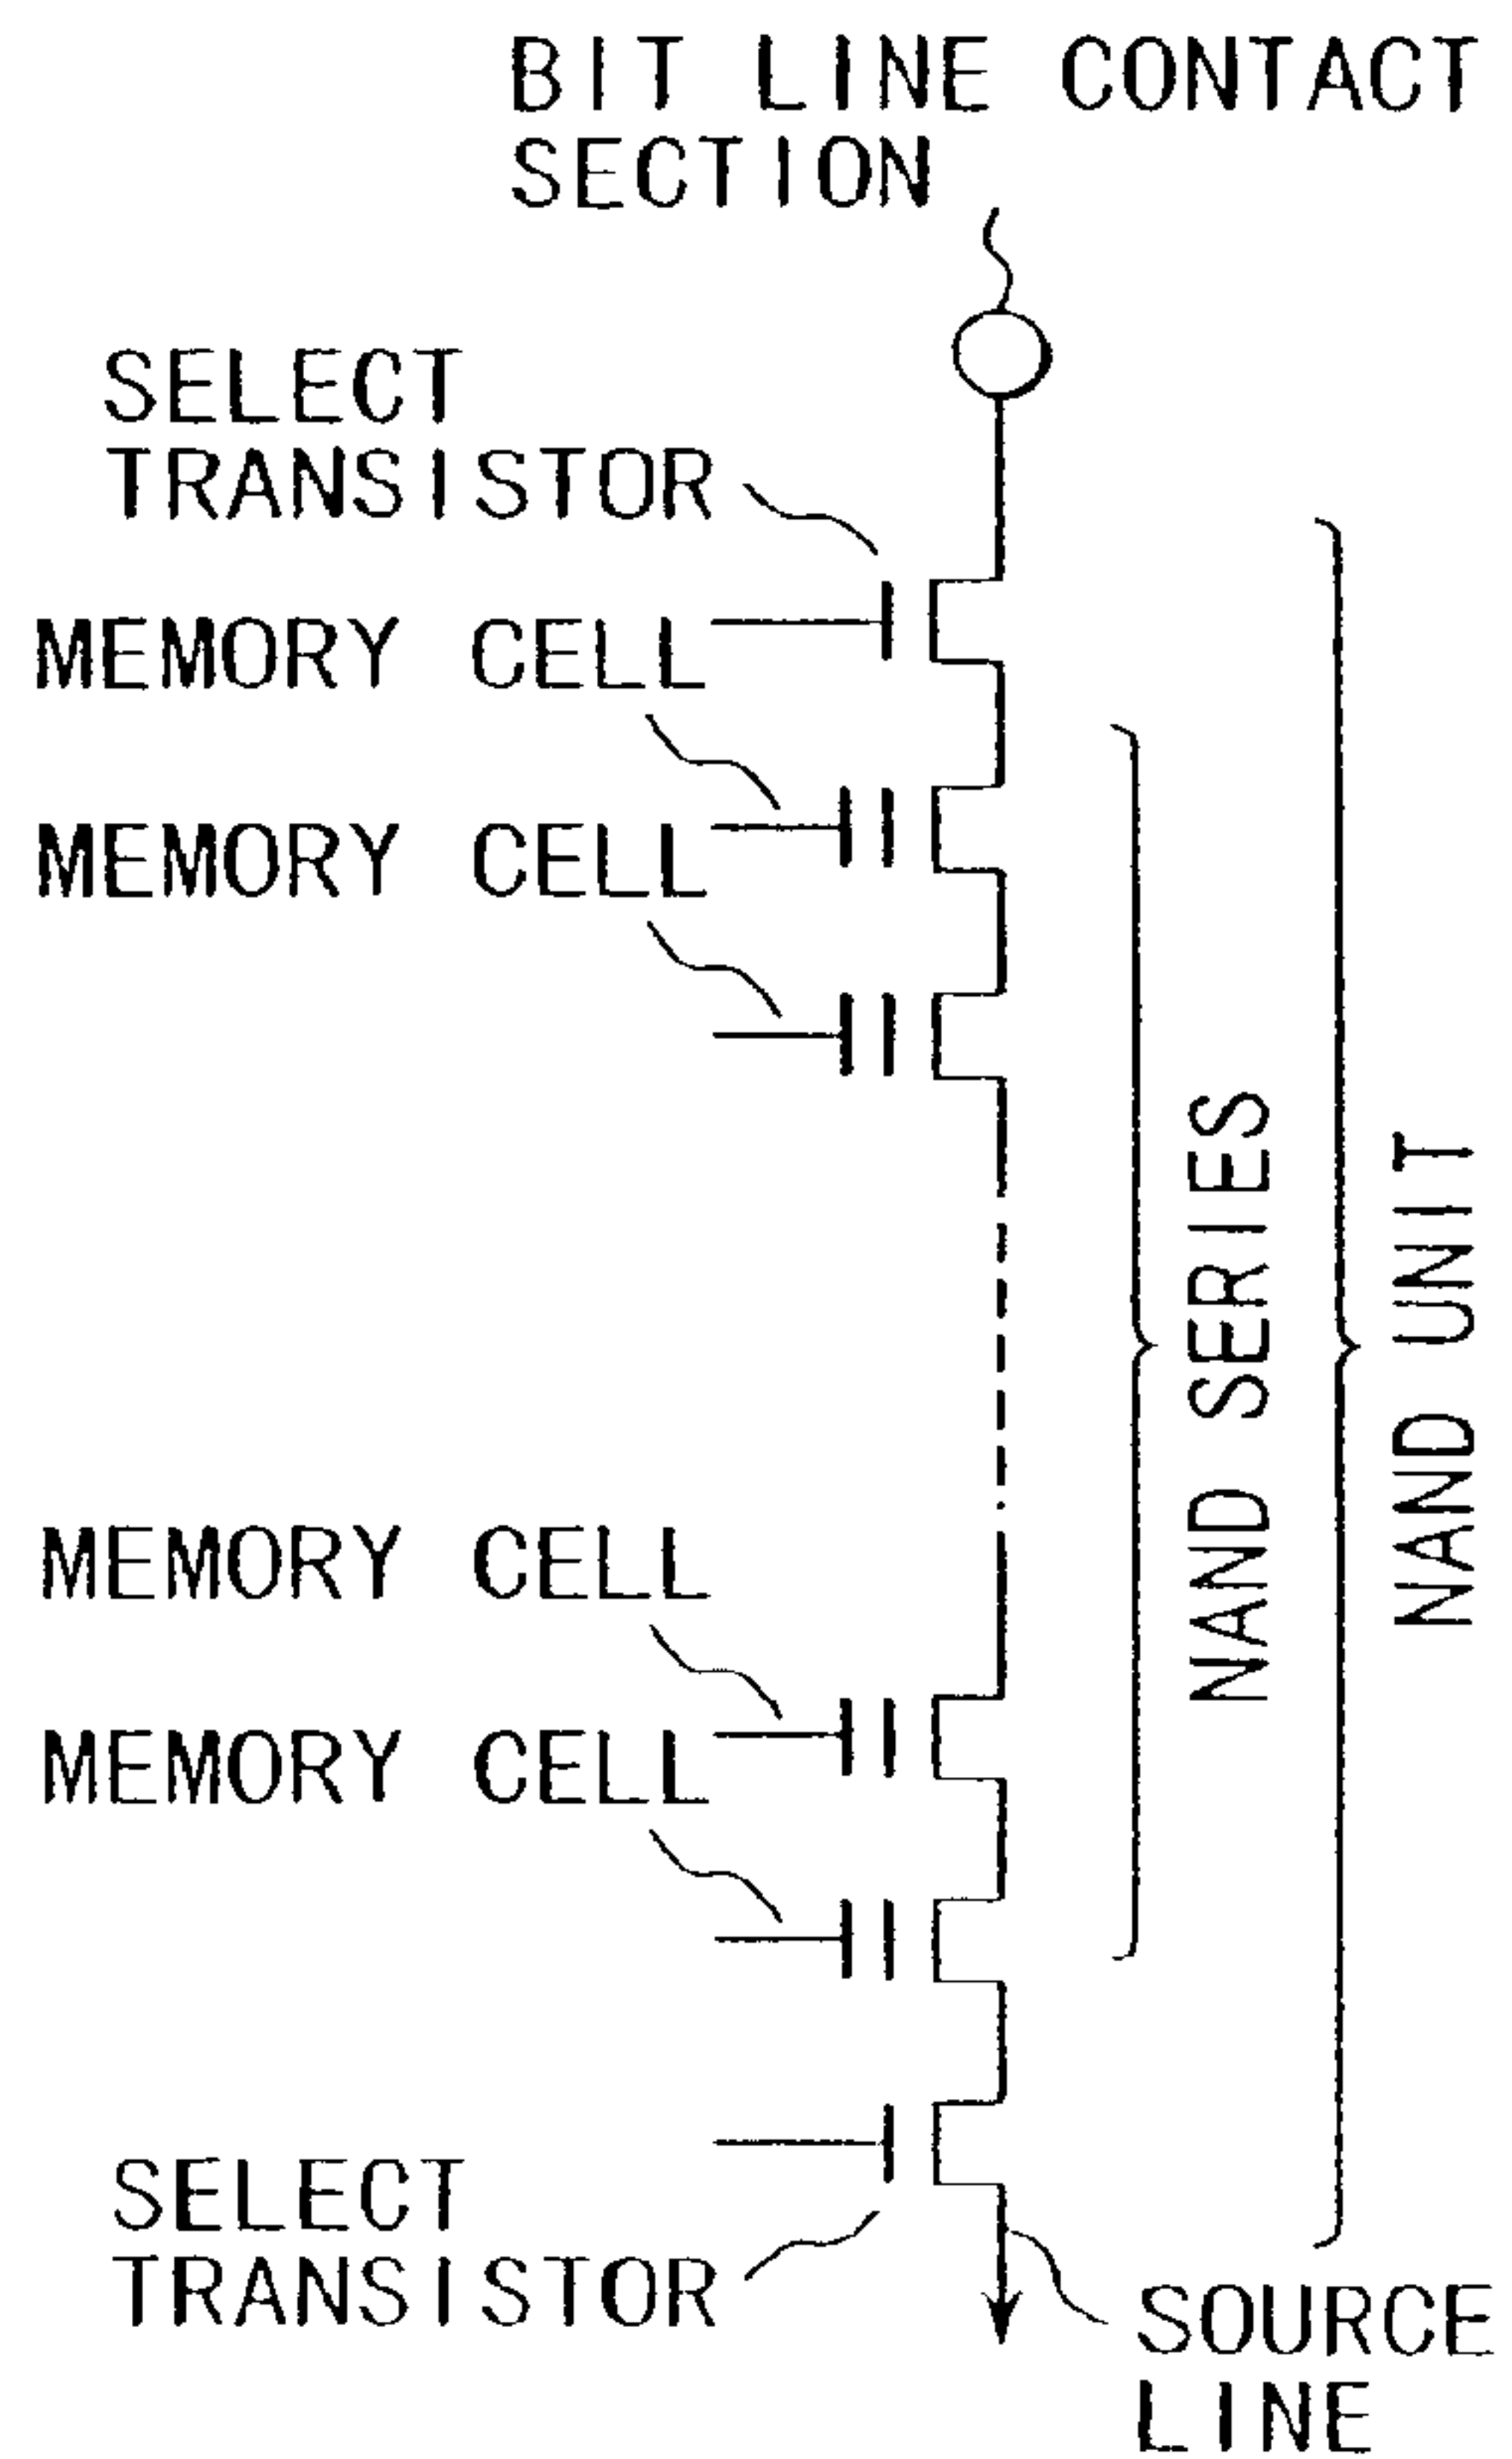 BIT LINE CONTACT
SECTION
SELECT
TRANSISTOR
MEMORY CELL
MEMORY CELL
NAND SERIES
NAND UNIT
MEMORY CELL
MEMORY CELL
SELECT
TRANSISTOR
SOURCE
LINE